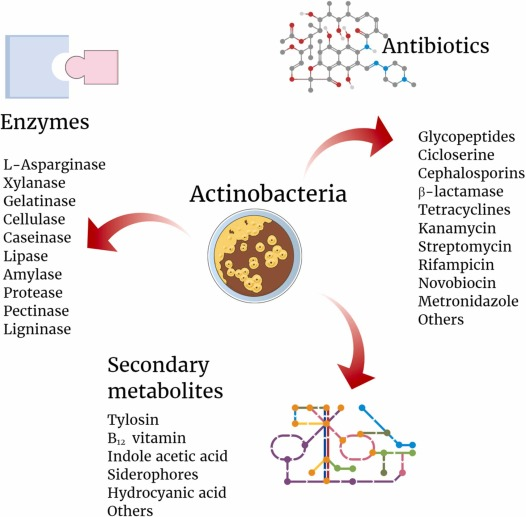 Antibiotics
Enzymes
L-Asparginase
Xylanase
Gelatinase
Cellulase
Caseinase
Lipase
Amylase
Protease
Pectinase
Ligninase
Actinobacteria
Glycopeptides
Cicloserine
Cephalosporins
β-lactamase
Tetracyclines
Kanamycin
Streptomycin
Rifampicin
Novobiocin
Metronidazole
Others
Secondary
metabolites
Tylosin
B₁₂ vitamin
Indole acetic acid
Siderophores
Hydrocyanic acid
Others